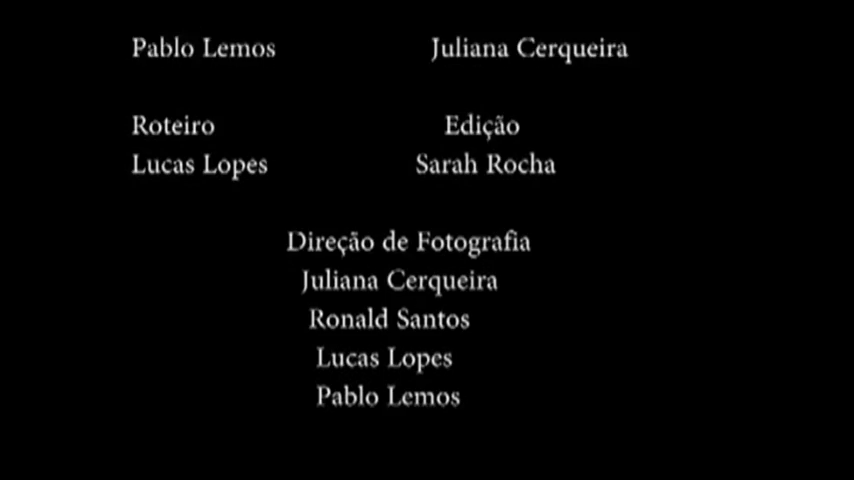 Pablo Lemos Juliana Cerqueira
Roteiro Edição
Lucas Lopes Sarah Rocha
Direção de Fotografia
Juliana Cerqueira
Ronald Santos
Lucas Lopes
Pablo Lemos